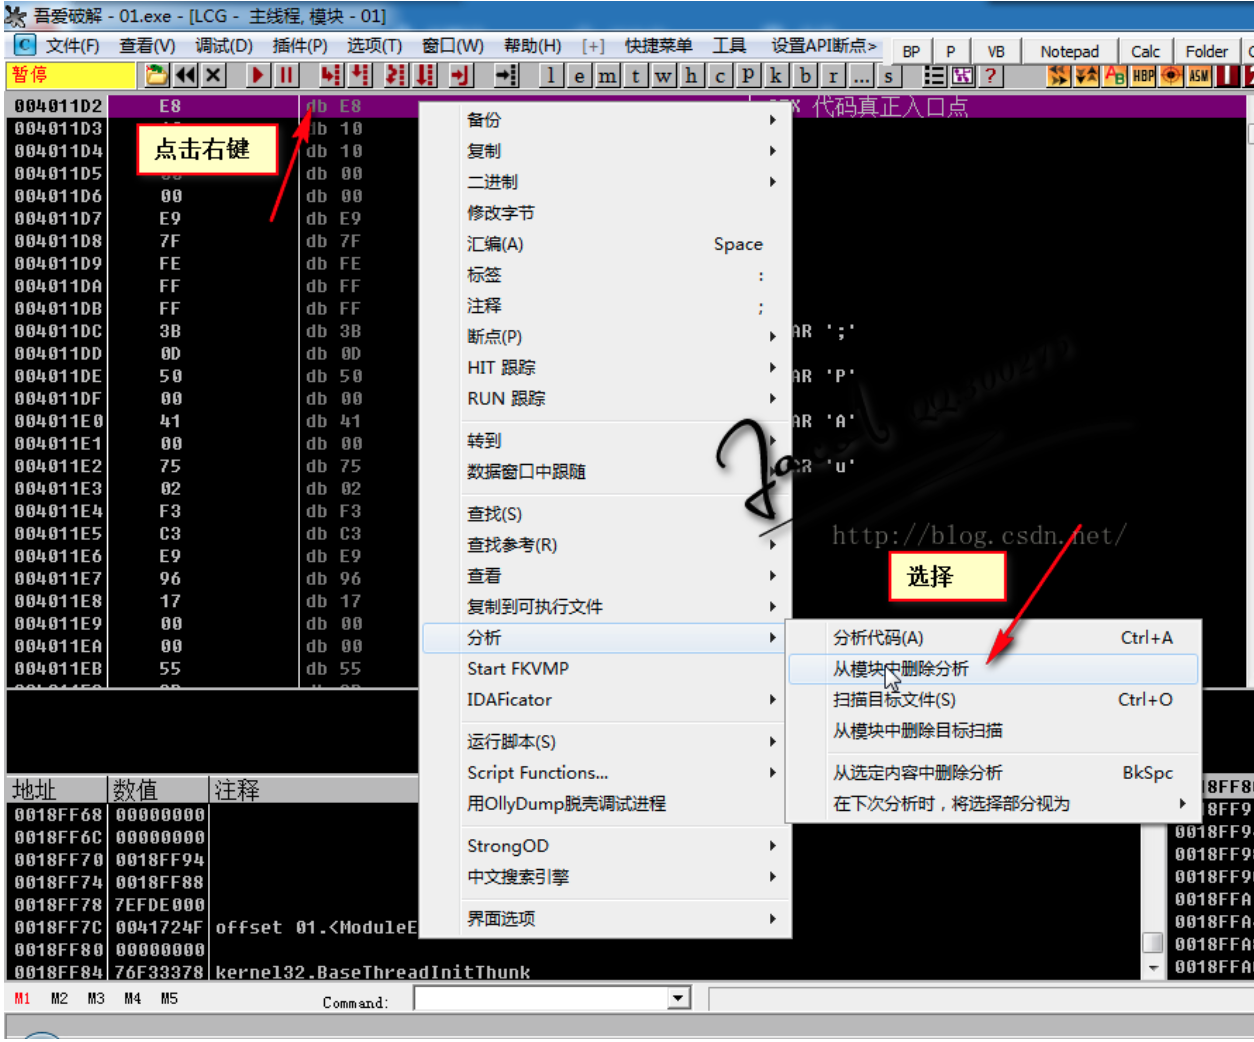 吾爱破解 - 01.exe - [LCG - 主线程, 模块 - 01]
C 文件(F) 查看(V) 调试(D) 插件(P) 选项(T) 窗口(W) 帮助(H) [+] 快捷菜单 工具 设置API断点> BP P VB Notepad Calc Folder
暂停 l e m t w h c P k b r ... s ? HBP ASM
004011D2 E8 db E8 代码真正入口点
004011D3 db 10
点击右键
004011D4 db 10
004011D5 00 db 00
004011D6 00 db 00
004011D7 E9 db E9
004011D8 7F db 7F
004011D9 FE db FE
004011DA FF db FF
004011DB FF db FF
004011DC 3B db 3B AR ';'
004011DD 0D db 0D
004011DE 50 db 50 AR 'P'
004011DF 00 db 00
004011E0 41 db 41 AR 'A'
004011E1 00 db 00
004011E2 75 db 75 'u'
004011E3 02 db 02
004011E4 F3 db F3
004011E5 C3 db C3
004011E6 E9 db E9
004011E7 96 db 96
004011E8 17 db 17
004011E9 00 db 00
004011EA 00 db 00
004011EB 55 db 55
备份
复制
二进制
修改字节
汇编(A) Space
标签 :
注释 ;
断点(P)
HIT 跟踪
RUN 跟踪
转到
数据窗口中跟随
查找(S)
查找参考(R)
查看
复制到可执行文件
分析
Start FKVMP
IDAFicator
运行脚本(S)
Script Functions...
用OllyDump脱壳调试进程
StrongOD
中文搜索引擎
界面选项
http://blog.csdn.net/
选择
分析代码(A) Ctrl+A
从模块中删除分析
扫描目标文件(S) Ctrl+O
从模块中删除目标扫描
从选定内容中删除分析 BkSpc
在下次分析时，将选择部分视为
地址 数值 注释
0018FF68 00000000
0018FF6C 00000000
0018FF70 0018FF94
0018FF74 0018FF88
0018FF78 7EFDE000
0018FF7C 0041724F offset 01.<ModuleE
0018FF80 00000000
0018FF84 76F33378 kernel32.BaseThreadInitThunk
M1 M2 M3 M4 M5 Command: